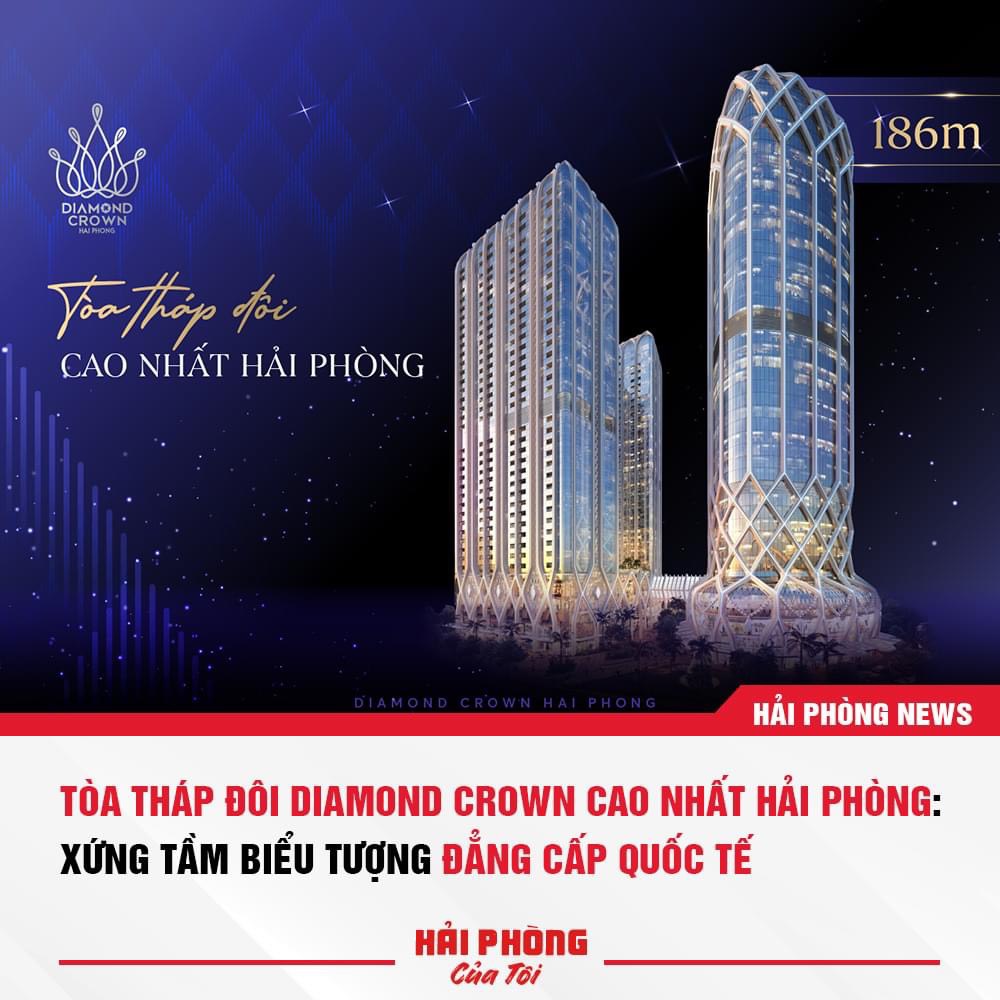 186m
DIAMOND
CROWN
HAI PHONG
Tòa tháp đôi
CAO NHẤT HẢI PHÒNG
DIAMOND CROWN HAI PHONG
HẢI PHÒNG NEWS
TÒA THÁP ĐÔI DIAMOND CROWN CAO NHẤT HẢI PHÒNG:
XỨNG TẦM BIỂU TƯỢNG ĐẲNG CẤP QUỐC TẾ
HẢI PHÒNG
Của Tôi